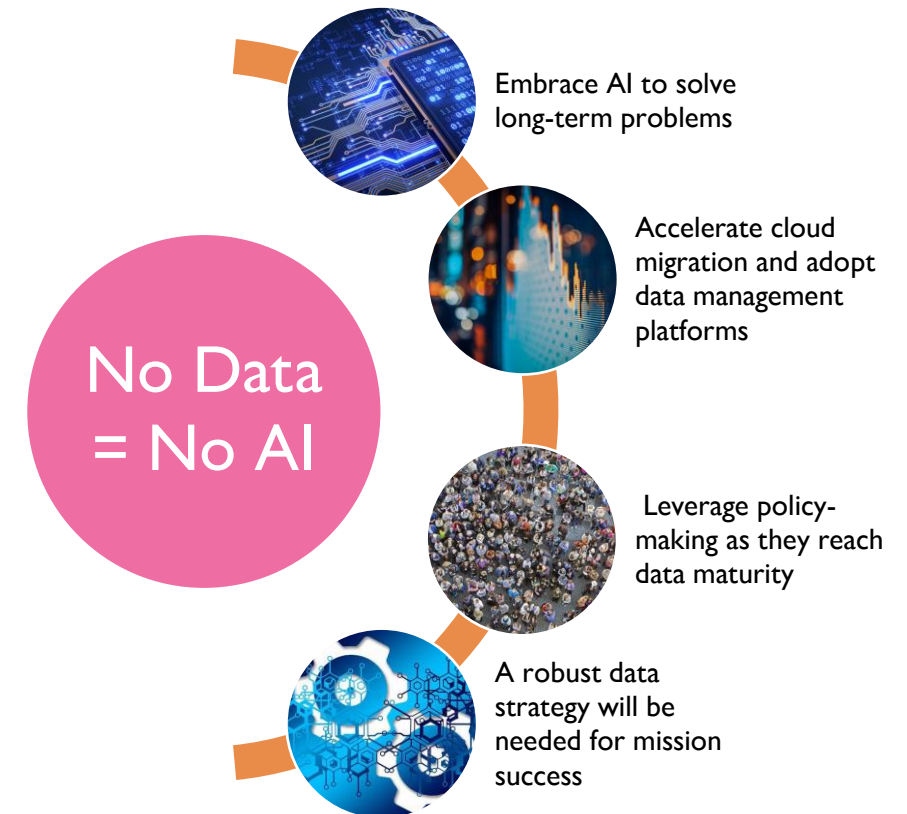 No Data
= No AI
Embrace AI to solve
long-term problems
Accelerate cloud
migration and adopt
data management
platforms
Leverage policy-
making as they reach
data maturity
A robust data
strategy will be
needed for mission
success